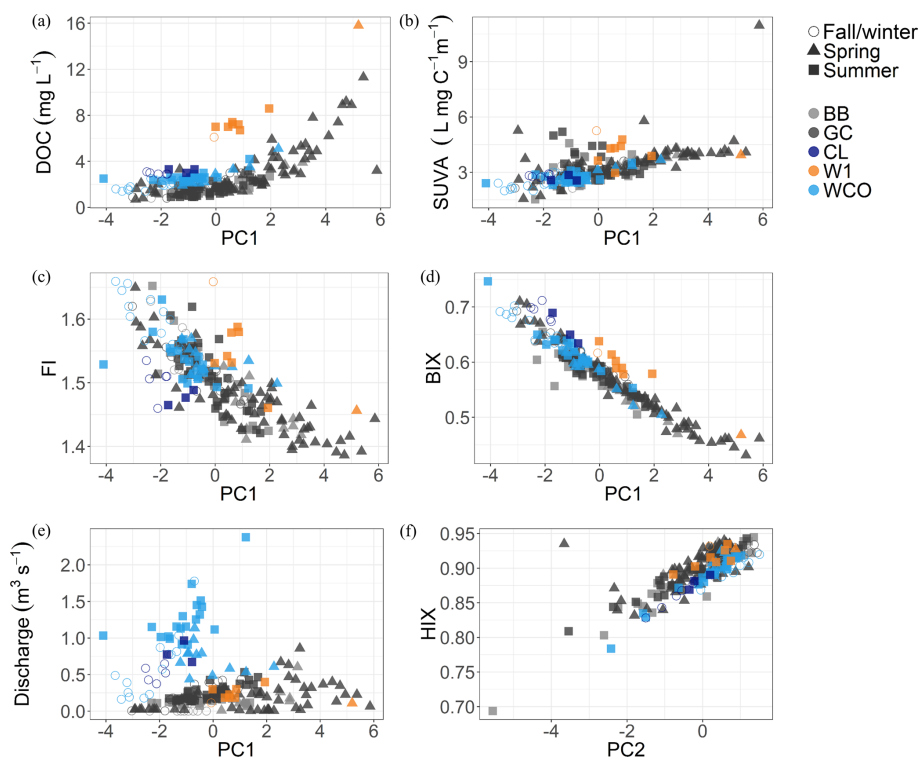 (a)
DOC (mg L⁻¹)
16
12
8
4
0
-4 -2 0 2 4 6
PC1
(b)
SUVA ( L mg C⁻¹m⁻¹)
9
6
3
-4 -2 0 2 4 6
PC1
Fall/winter
Spring
Summer
BB
GC
CL
W1
WCO
(c)
FI
1.6
1.5
1.4
-4 -2 0 2 4 6
PC1
(d)
BIX
0.7
0.6
0.5
-4 -2 0 2 4 6
PC1
(e)
Discharge (m³ s⁻¹)
2.0
1.5
1.0
0.5
0.0
-4 -2 0 2 4 6
PC1
(f)
HIX
0.95
0.90
0.85
0.80
0.75
0.70
-4 -2 0
PC2